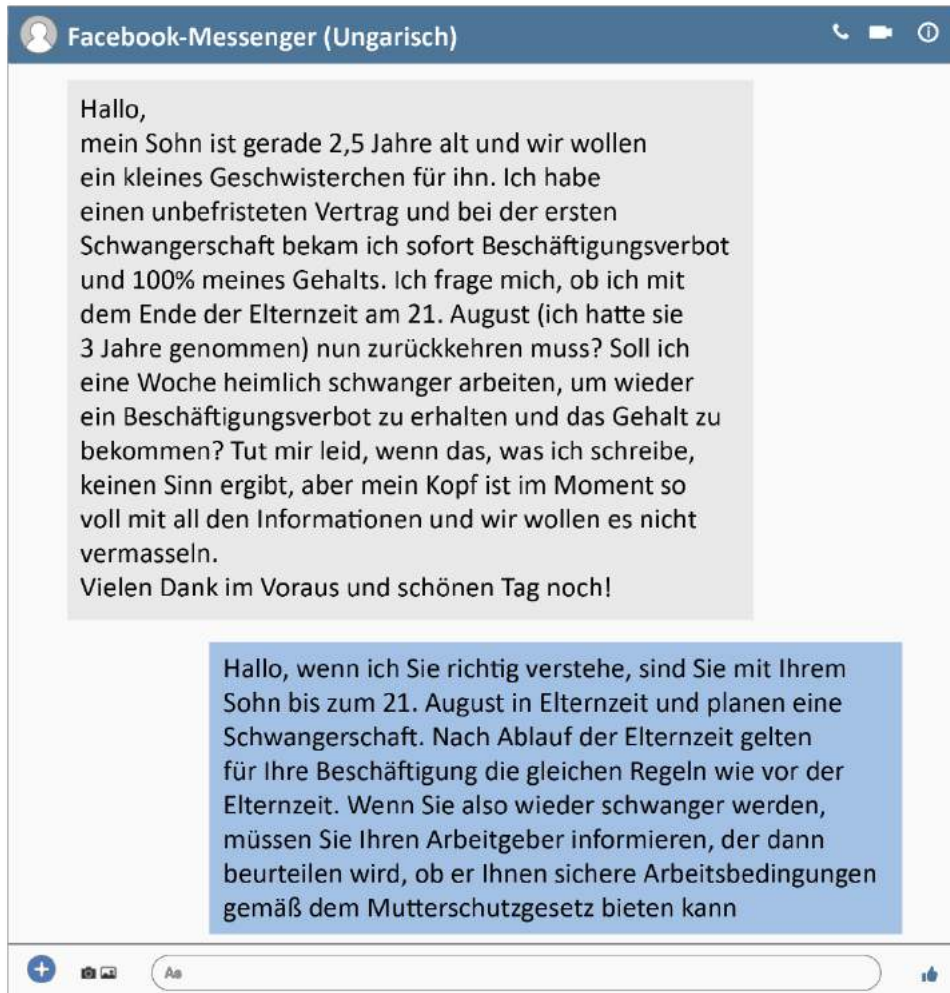 Facebook-Messenger (Ungarisch)
Hallo,
mein Sohn ist gerade 2,5 Jahre alt und wir wollen
ein kleines Geschwisterchen für ihn. Ich habe
einen unbefristeten Vertrag und bei der ersten
Schwangerschaft bekam ich sofort Beschäftigungsverbot
und 100% meines Gehalts. Ich frage mich, ob ich mit
dem Ende der Elternzeit am 21. August (ich hatte sie
3 Jahre genommen) nun zurückkehren muss? Soll ich
eine Woche heimlich schwanger arbeiten, um wieder
ein Beschäftigungsverbot zu erhalten und das Gehalt zu
bekommen? Tut mir leid, wenn das, was ich schreibe,
keinen Sinn ergibt, aber mein Kopf ist im Moment so
voll mit all den Informationen und wir wollen es nicht
vermasseln.
Vielen Dank im Voraus und schönen Tag noch!
Hallo, wenn ich Sie richtig verstehe, sind Sie mit Ihrem
Sohn bis zum 21. August in Elternzeit und planen eine
Schwangerschaft. Nach Ablauf der Elternzeit gelten
für Ihre Beschäftigung die gleichen Regeln wie vor der
Elternzeit. Wenn Sie also wieder schwanger werden,
müssen Sie Ihren Arbeitgeber informieren, der dann
beurteilen wird, ob er Ihnen sichere Arbeitsbedingungen
gemäß dem Mutterschutzgesetz bieten kann
Aa